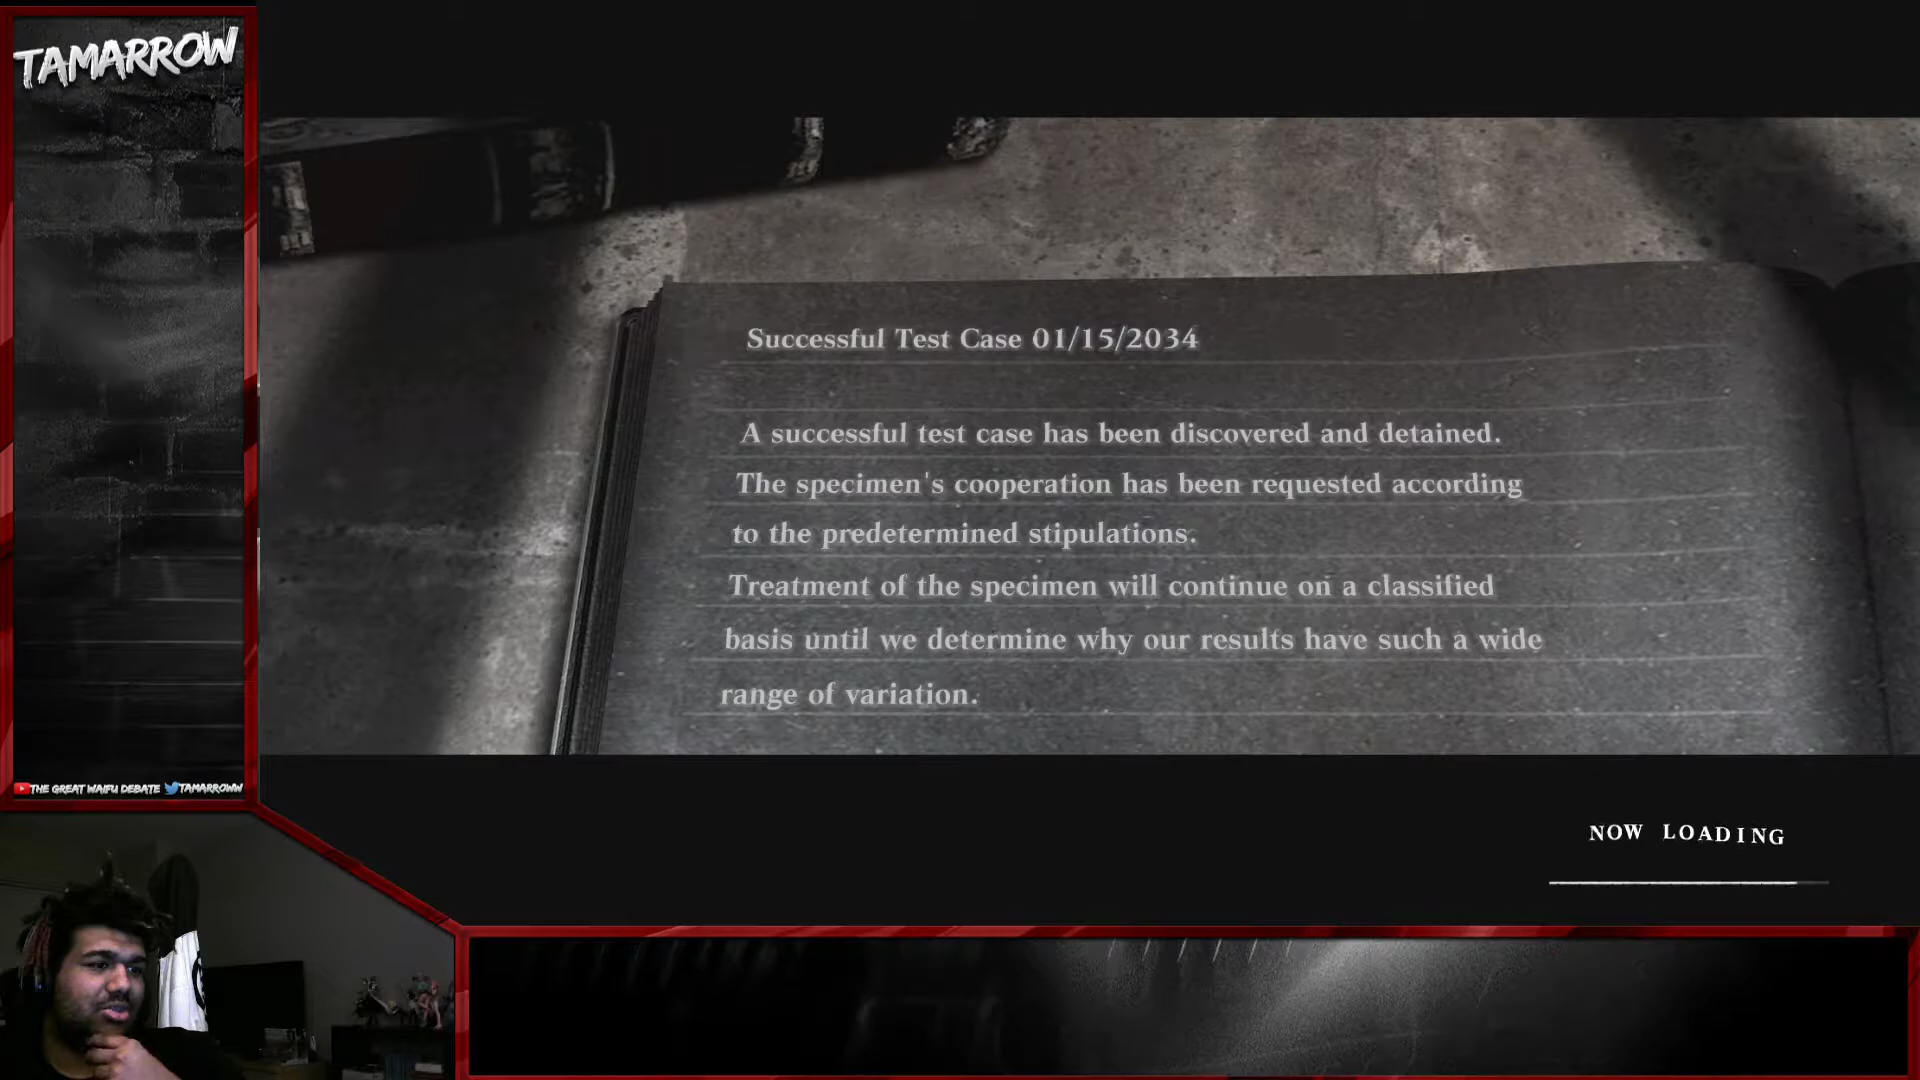 TAMARROW
Successful Test Case 01/15/2034
A successful test case has been discovered and detained.
The specimen's cooperation has been requested according
to the predetermined stipulations.
Treatment of the specimen will continue on a classified
basis until we determine why our results have such a wide
range of variation.
THE GREAT WAIFU DEBATE TAMARROWW
NOW LOADING